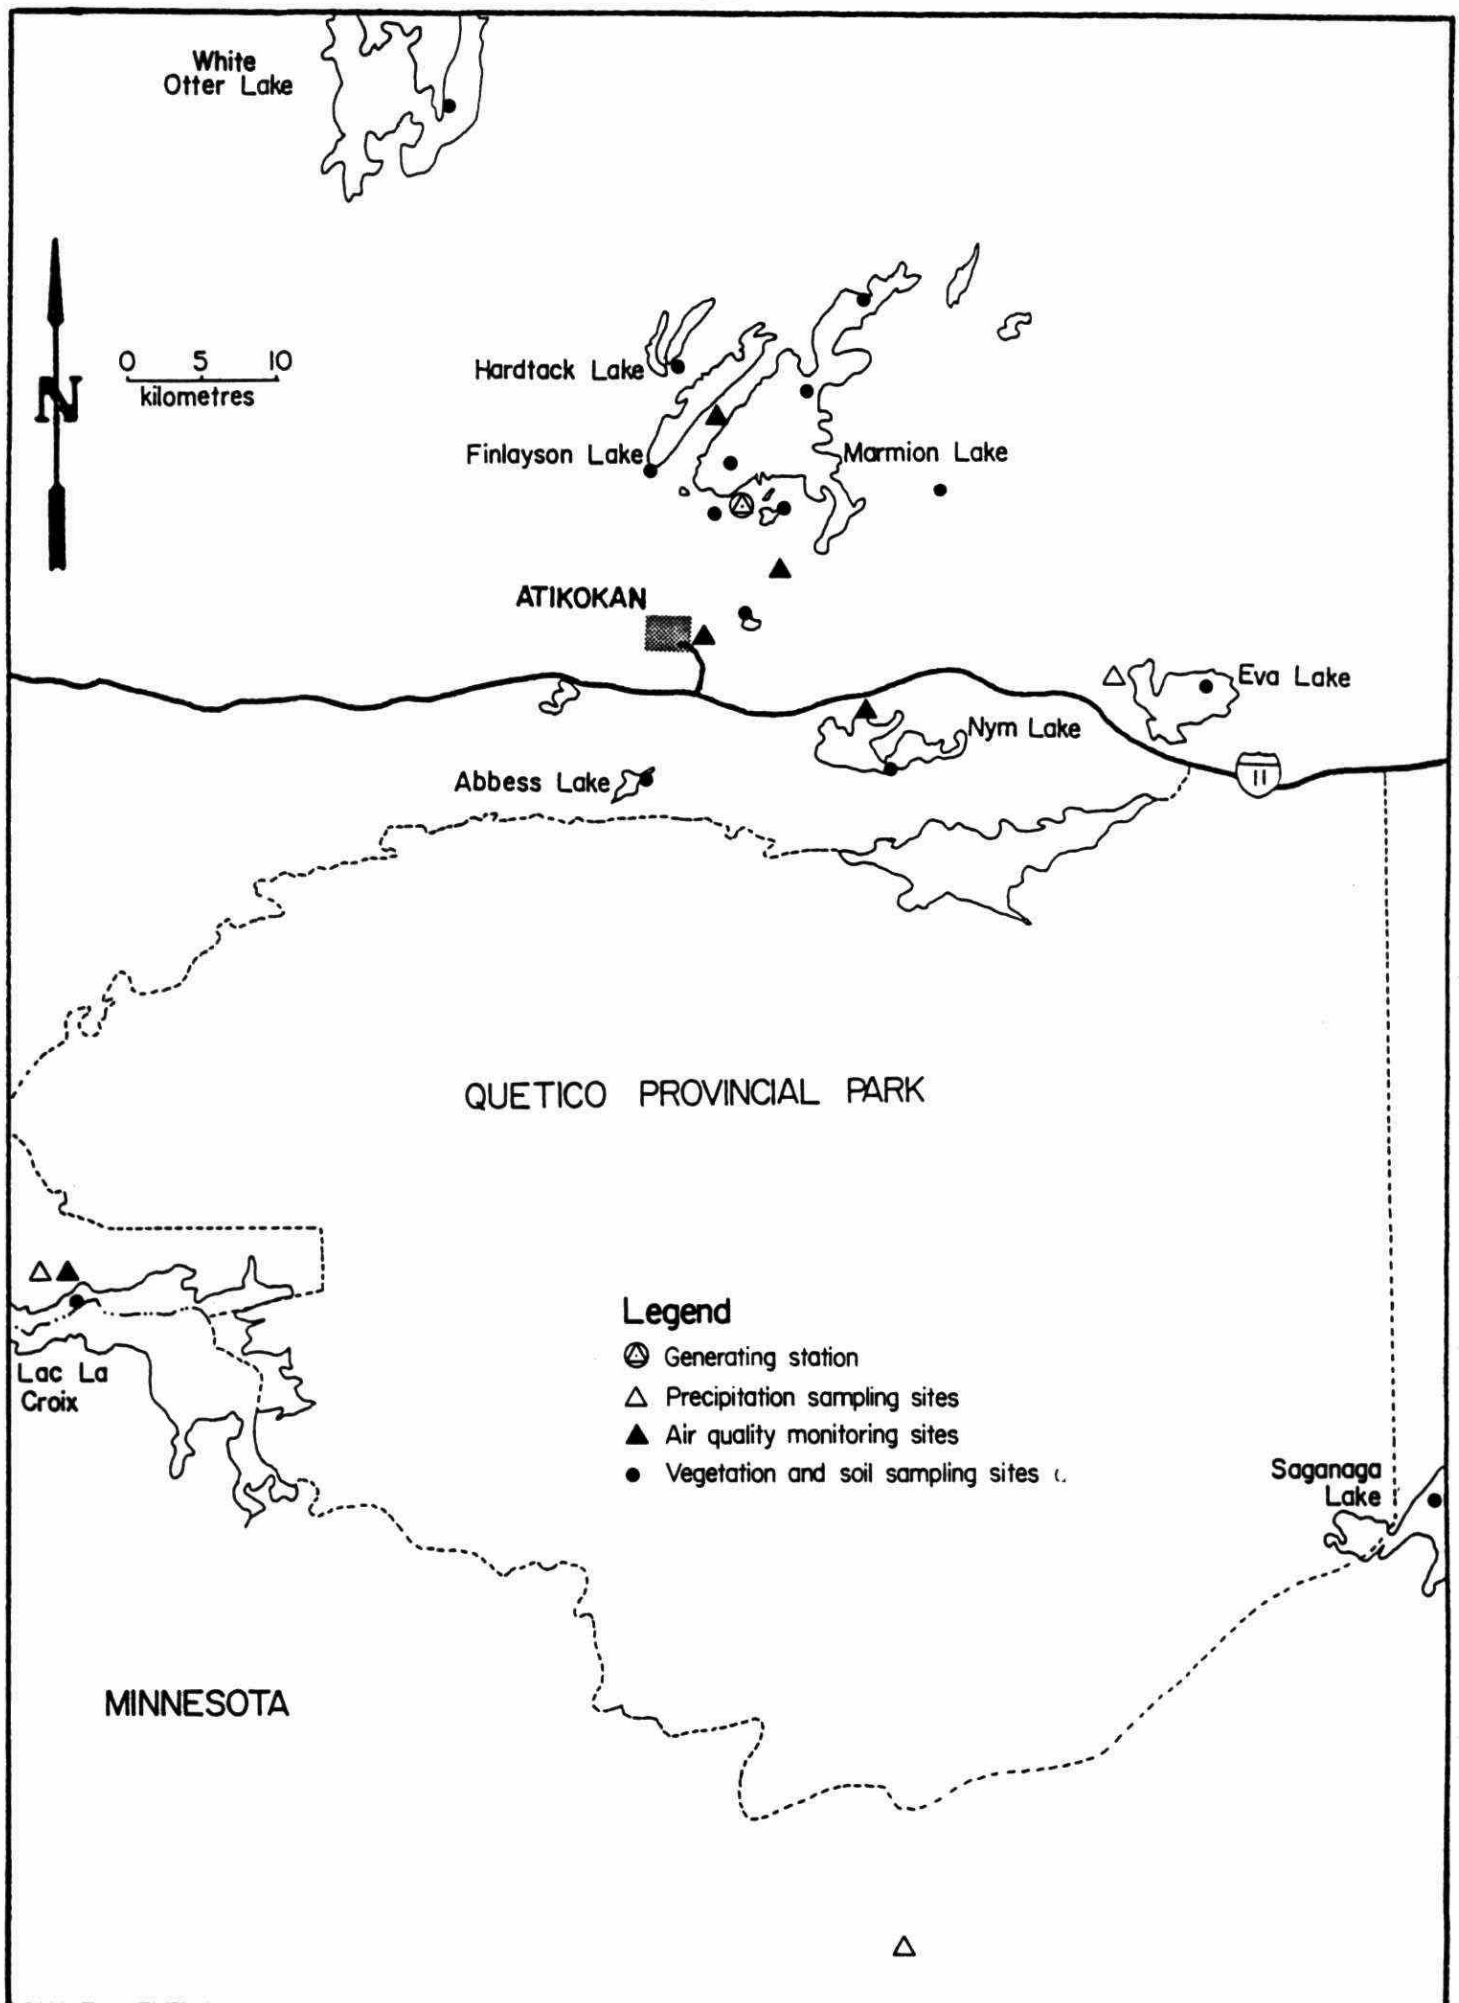 White
Otter Lake
N
0 5 10
kilometres
Hardtack Lake
Finlayson Lake
Marmion Lake
ATIKOKAN
Eva Lake
Nym Lake
11
Abbess Lake
QUETICO PROVINCIAL PARK
Lac La
Croix
Legend
Generating station
Precipitation sampling sites
Air quality monitoring sites
Vegetation and soil sampling sites
Saganaga
Lake
MINNESOTA